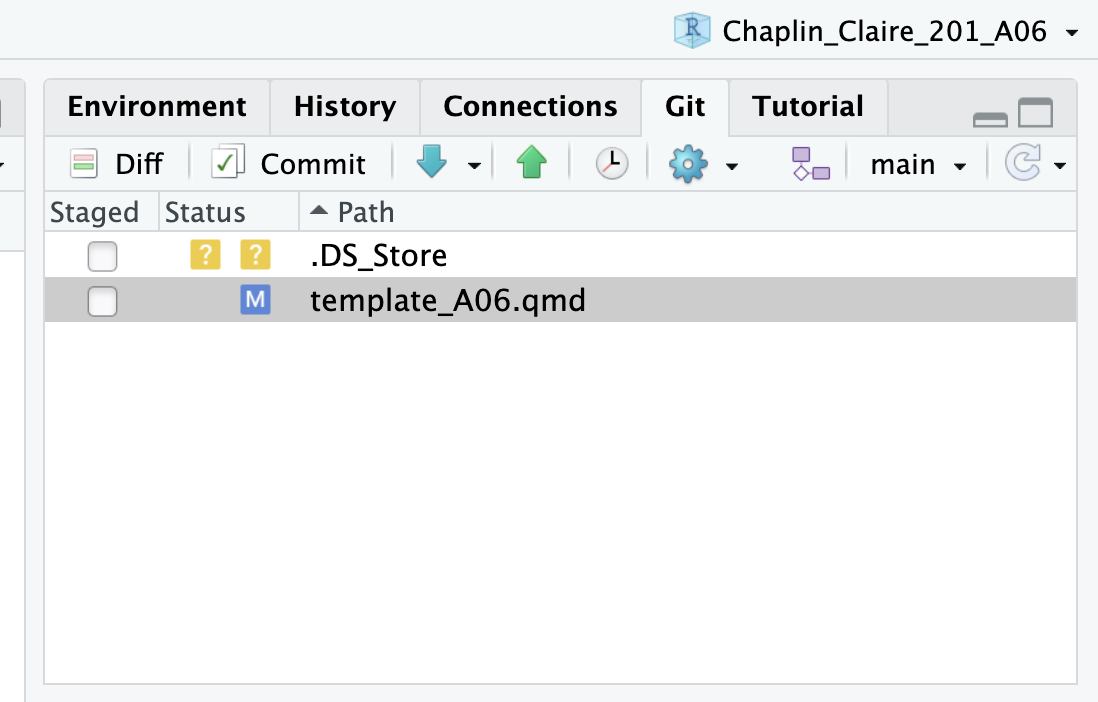 Chaplin_Claire_201_A06
Environment History Connections Git Tutorial
Diff Commit main
Staged Status Path
? ? .DS_Store
M template_A06.qmd